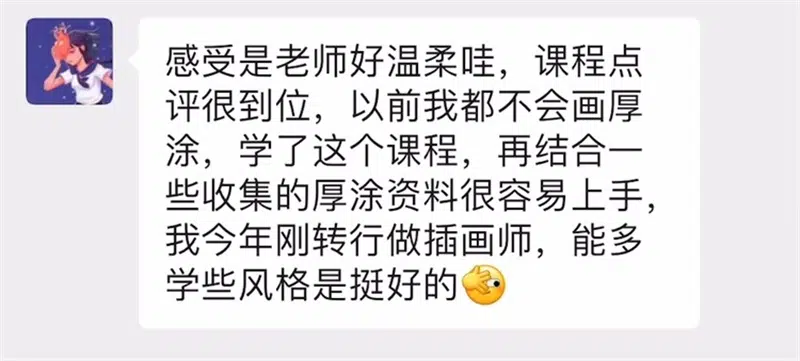 感受是老师好温柔哇，课程点
评很到位，以前我都不会画厚
涂，学了这个课程，再结合一
些收集的厚涂资料很容易上手，
我今年刚转行做插画师，能多
学些风格是挺好的